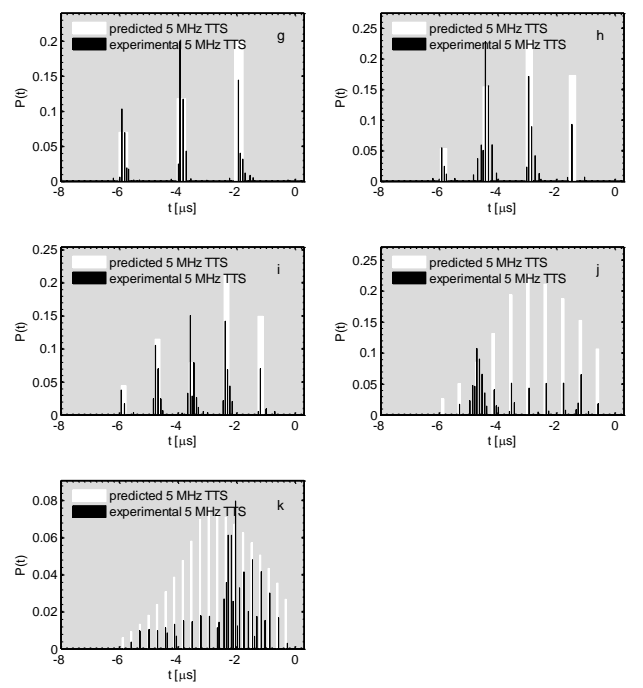 predicted 5 MHz TTS
experimental 5 MHz TTS
g
0.2
0.15
0.1
0.05
0
P(t)
-8 -6 -4 -2 0
t [μs]
predicted 5 MHz TTS
experimental 5 MHz TTS
h
0.25
0.2
0.15
0.1
0.05
0
P(t)
-8 -6 -4 -2 0
t [μs]
predicted 5 MHz TTS
experimental 5 MHz TTS
i
0.25
0.2
0.15
0.1
0.05
0
P(t)
-8 -6 -4 -2 0
t [μs]
predicted 5 MHz TTS
experimental 5 MHz TTS
j
0.25
0.2
0.15
0.1
0.05
0
P(t)
-8 -6 -4 -2 0
t [μs]
predicted 5 MHz TTS
experimental 5 MHz TTS
k
0.08
0.06
0.04
0.02
0
P(t)
-8 -6 -4 -2 0
t [μs]